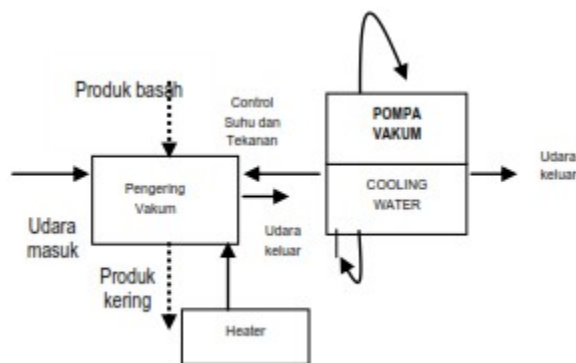 Produk basah
Control
Suhu dan
Tekanan
POMPA
VAKUM
COOLING
WATER
Udara
keluar
Pengering
Vakum
Udara
masuk
Udara
keluar
Produk
kering
Heater